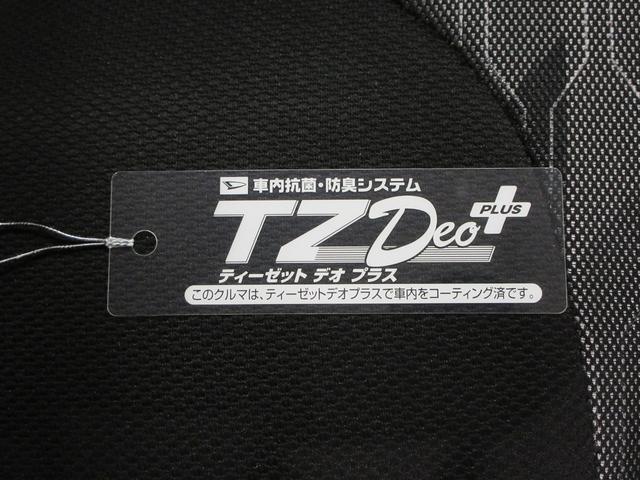 車内抗菌・防臭システム
TZ Deo PLUS
ティーゼット デオ プラス
このクルマは、ティーゼットデオプラスで車内をコーティング済です。